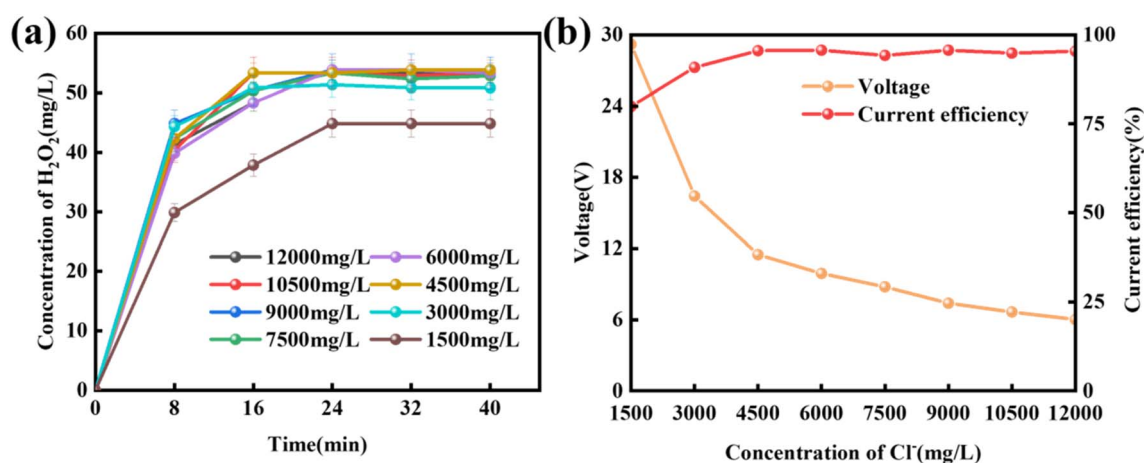 (a)
60
50
40
30
20
10
0
Concentration of H₂O₂(mg/L)
12000mg/L
10500mg/L
9000mg/L
7500mg/L
6000mg/L
4500mg/L
3000mg/L
1500mg/L
0 8 16 24 32 40
Time(min)
(b)
30
24
18
12
6
0
Voltage(V)
Voltage
Current efficiency
100
75
50
25
0
Current efficiency(%)
1500 3000 4500 6000 7500 9000 10500 12000
Concentration of Cl⁻(mg/L)